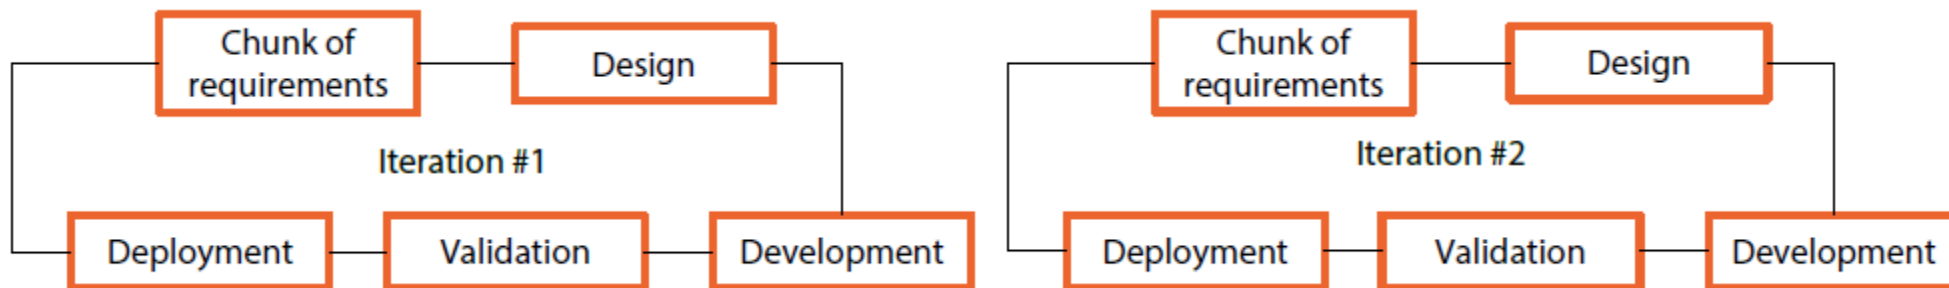 Chunk of
requirements
Design
Iteration #1
Deployment
Validation
Development
Chunk of
requirements
Design
Iteration #2
Deployment
Validation
Development